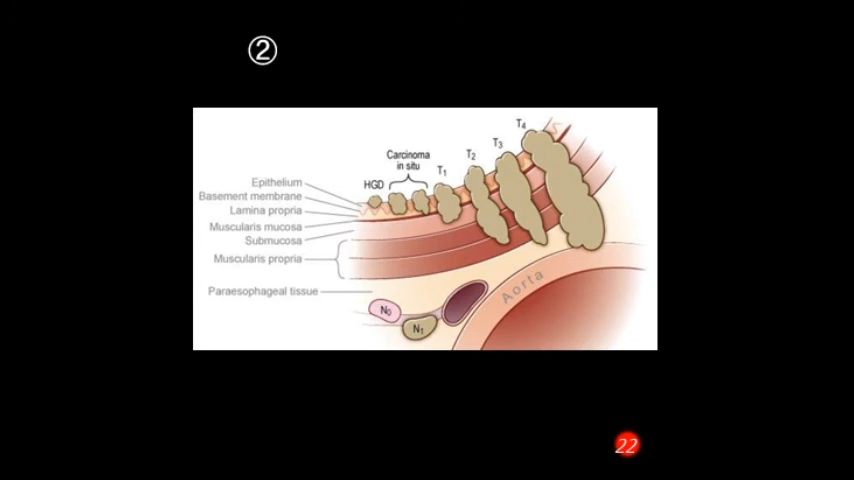 ②
T4
T3
T2
Carcinoma
in situ
T1
HGD
Epithelium
Basement membrane
Lamina propria
Muscularis mucosa
Submucosa
Muscularis propria
Paraesophageal tissue
Aorta
N0
N1
22